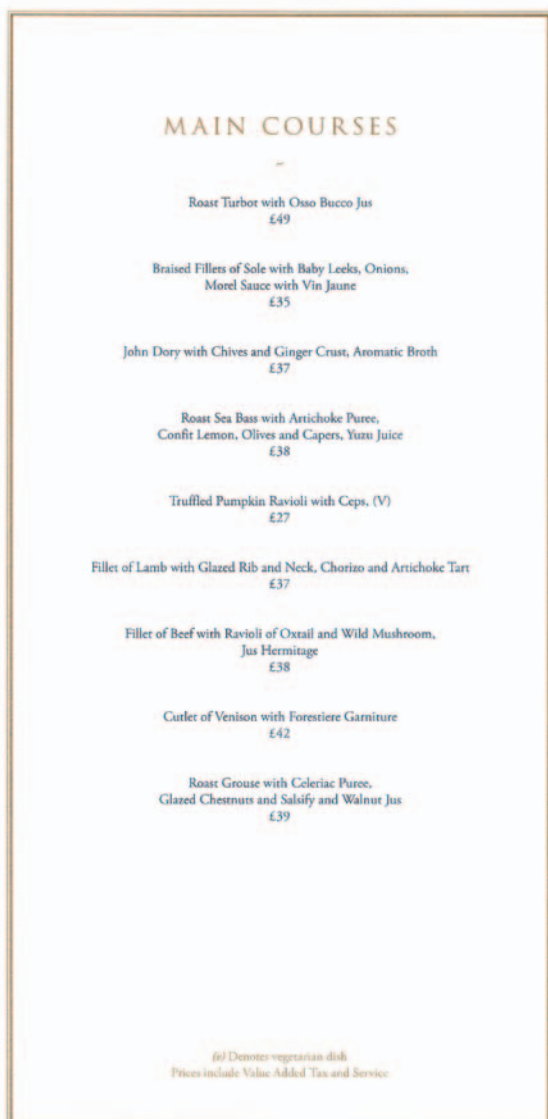 MAIN COURSES
~
Roast Turbot with Osso Bucco Jus
£49
Braised Fillets of Sole with Baby Leeks, Onions,
Morel Sauce with Vin Jaune
£35
John Dory with Chives and Ginger Crust, Aromatic Broth
£37
Roast Sea Bass with Artichoke Puree,
Confit Lemon, Olives and Capers, Yuzu Juice
£38
Truffled Pumpkin Ravioli with Ceps, (V)
£27
Fillet of Lamb with Glazed Rib and Neck, Chorizo and Artichoke Tart
£37
Fillet of Beef with Ravioli of Oxtail and Wild Mushroom,
Jus Hermitage
£38
Cutlet of Venison with Forestiere Garniture
£42
Roast Grouse with Celeriac Puree,
Glazed Chestnuts and Salsify and Walnut Jus
£39
(v) Denotes vegetarian dish
Prices include Value Added Tax and Service